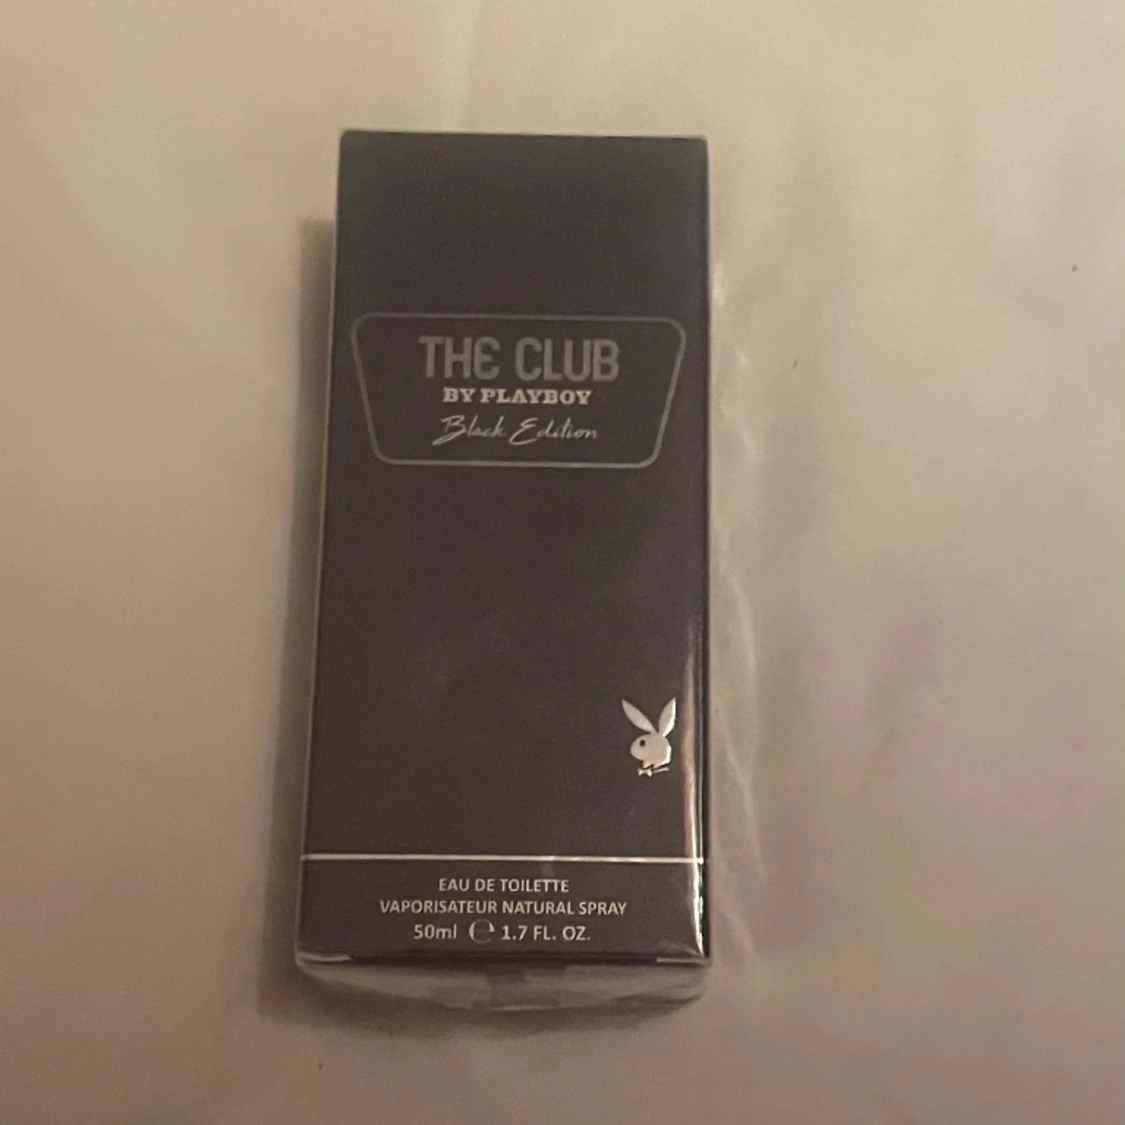 THE CLUB
BY PLAYBOY
Black Edition
EAU DE TOILETTE
VAPORISATEUR NATURAL SPRAY
50ml ℮ 1.7 FL. OZ.